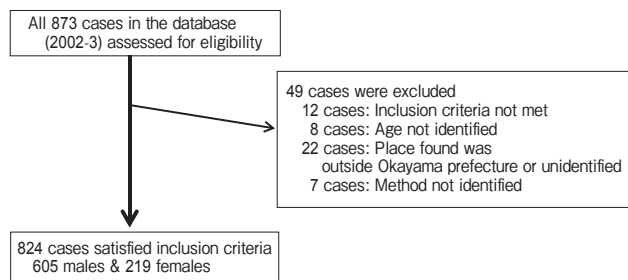 All 873 cases in the database
(2002-3) assessed for eligibility
49 cases were excluded
12 cases: Inclusion criteria not met
8 cases: Age not identified
22 cases: Place found was
outside Okayama prefecture or unidentified
7 cases: Method not identified
824 cases satisfied inclusion criteria
605 males & 219 females